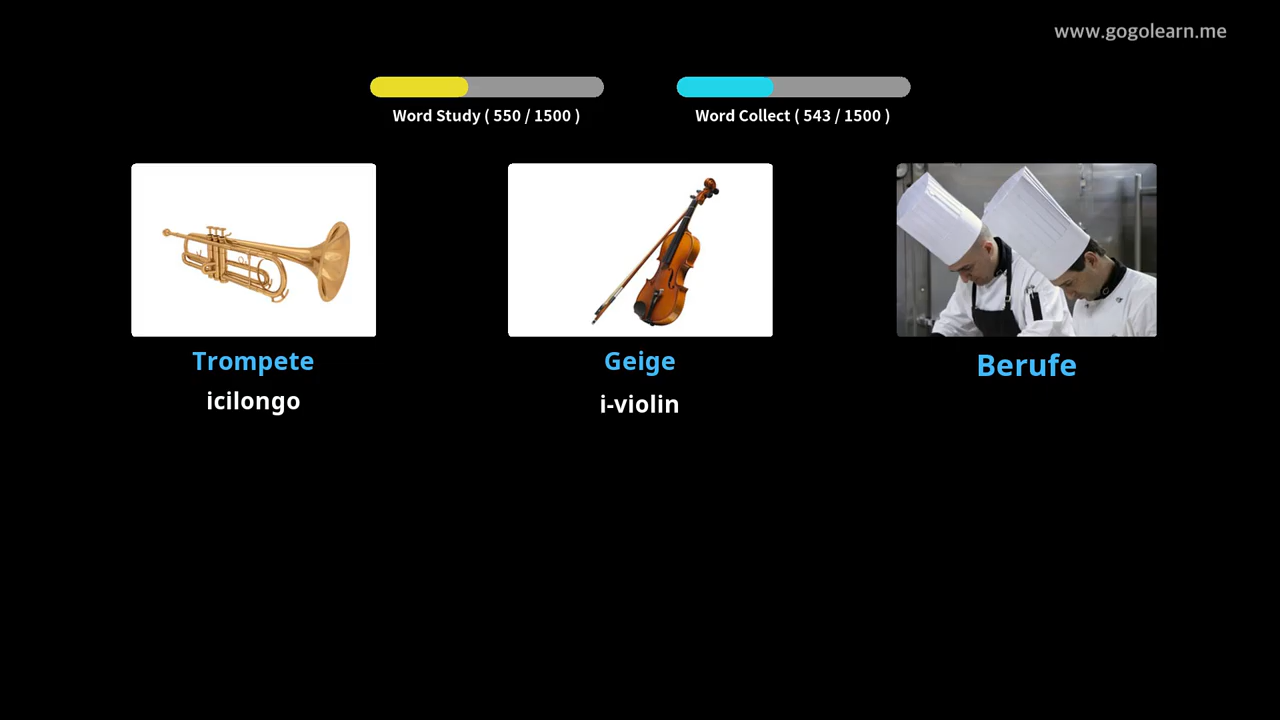 www.gogolearn.me
Word Study ( 550 / 1500 )
Word Collect ( 543 / 1500 )
Trompete
icilongo
Geige
i-violin
Berufe